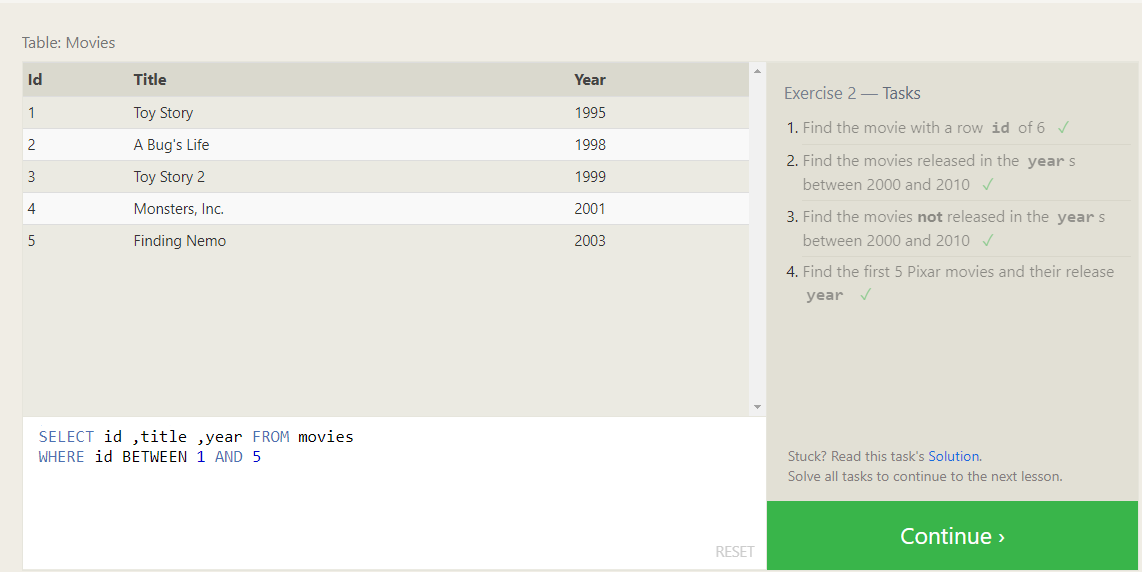 Table: Movies
Id Title Year
1 Toy Story 1995
2 A Bug's Life 1998
3 Toy Story 2 1999
4 Monsters, Inc. 2001
5 Finding Nemo 2003
SELECT id ,title ,year FROM movies
WHERE id BETWEEN 1 AND 5
RESET
Exercise 2 — Tasks
1. Find the movie with a row id of 6 ✓
2. Find the movies released in the year s
between 2000 and 2010 ✓
3. Find the movies not released in the year s
between 2000 and 2010 ✓
4. Find the first 5 Pixar movies and their release
year ✓
Stuck? Read this task's Solution.
Solve all tasks to continue to the next lesson.
Continue ›